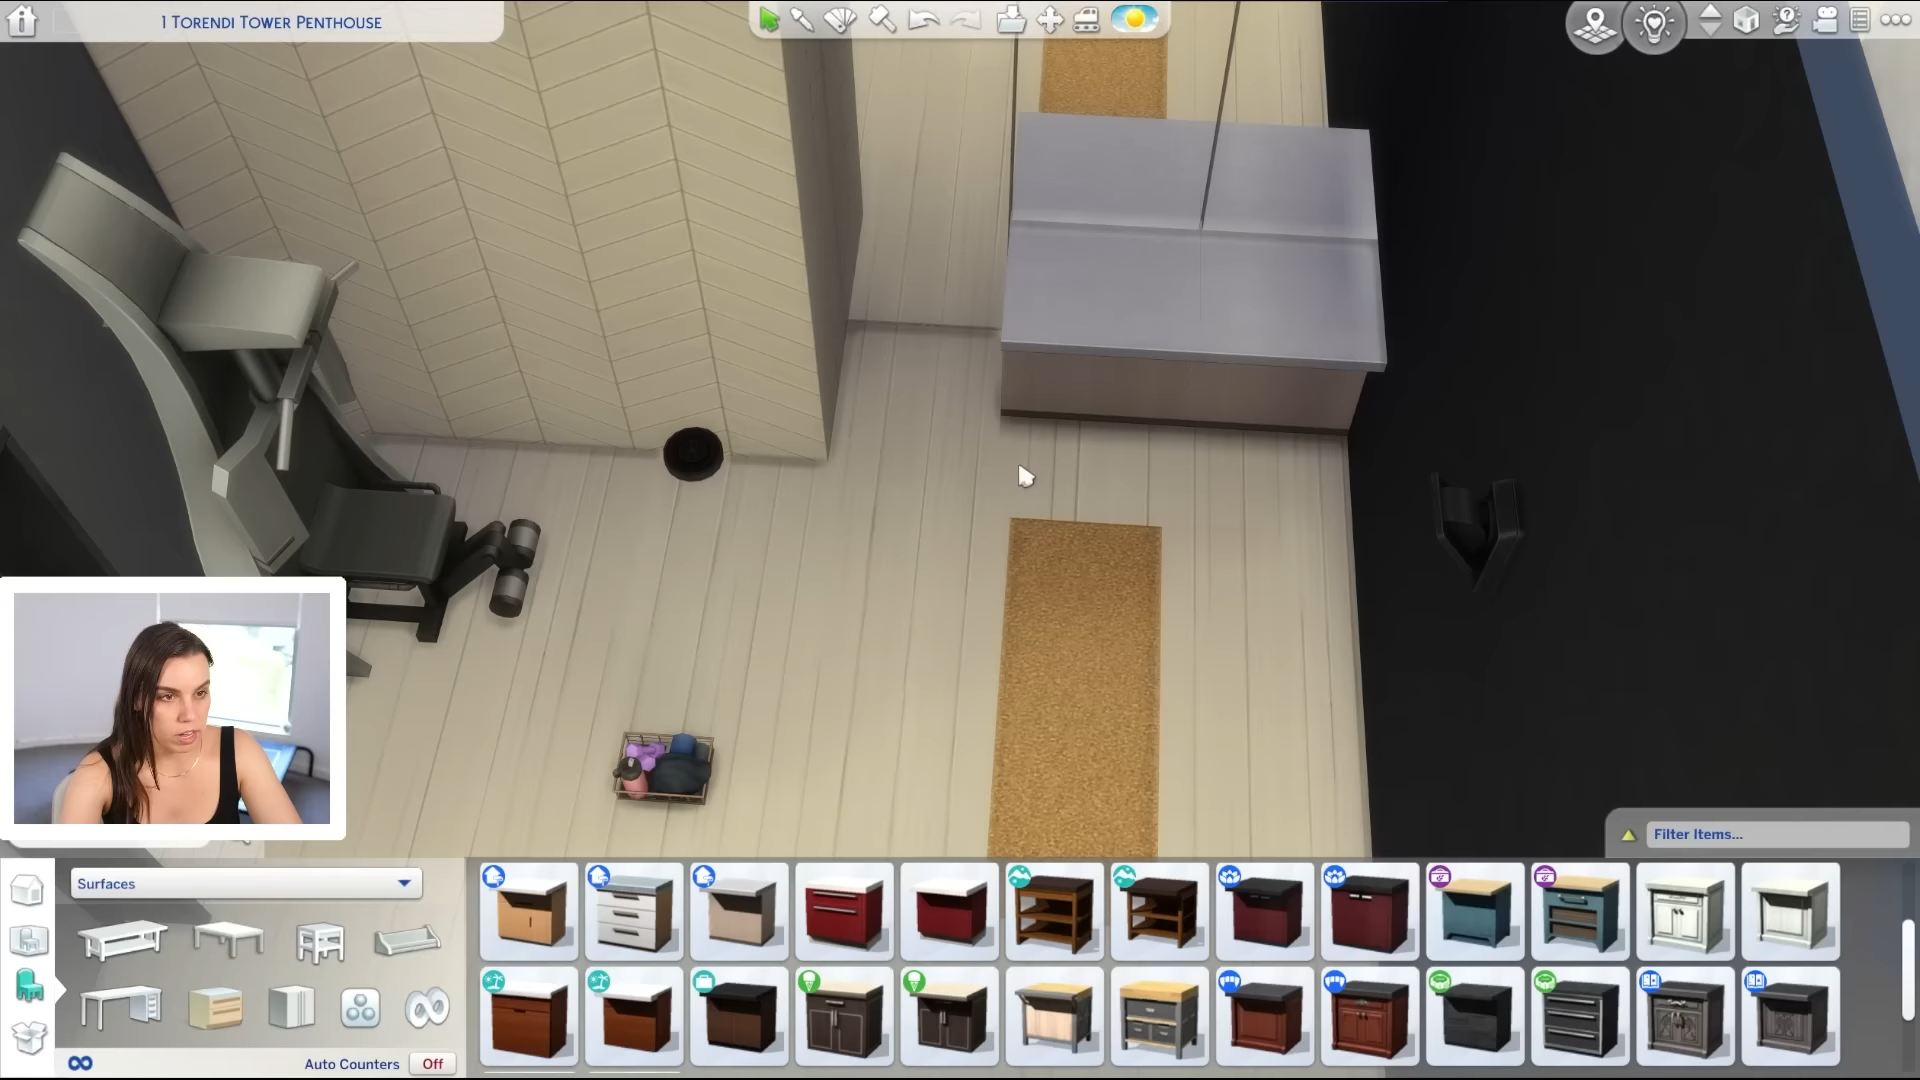 1 Torendi Tower Penthouse
Filter Items...
Surfaces
Auto Counters Off